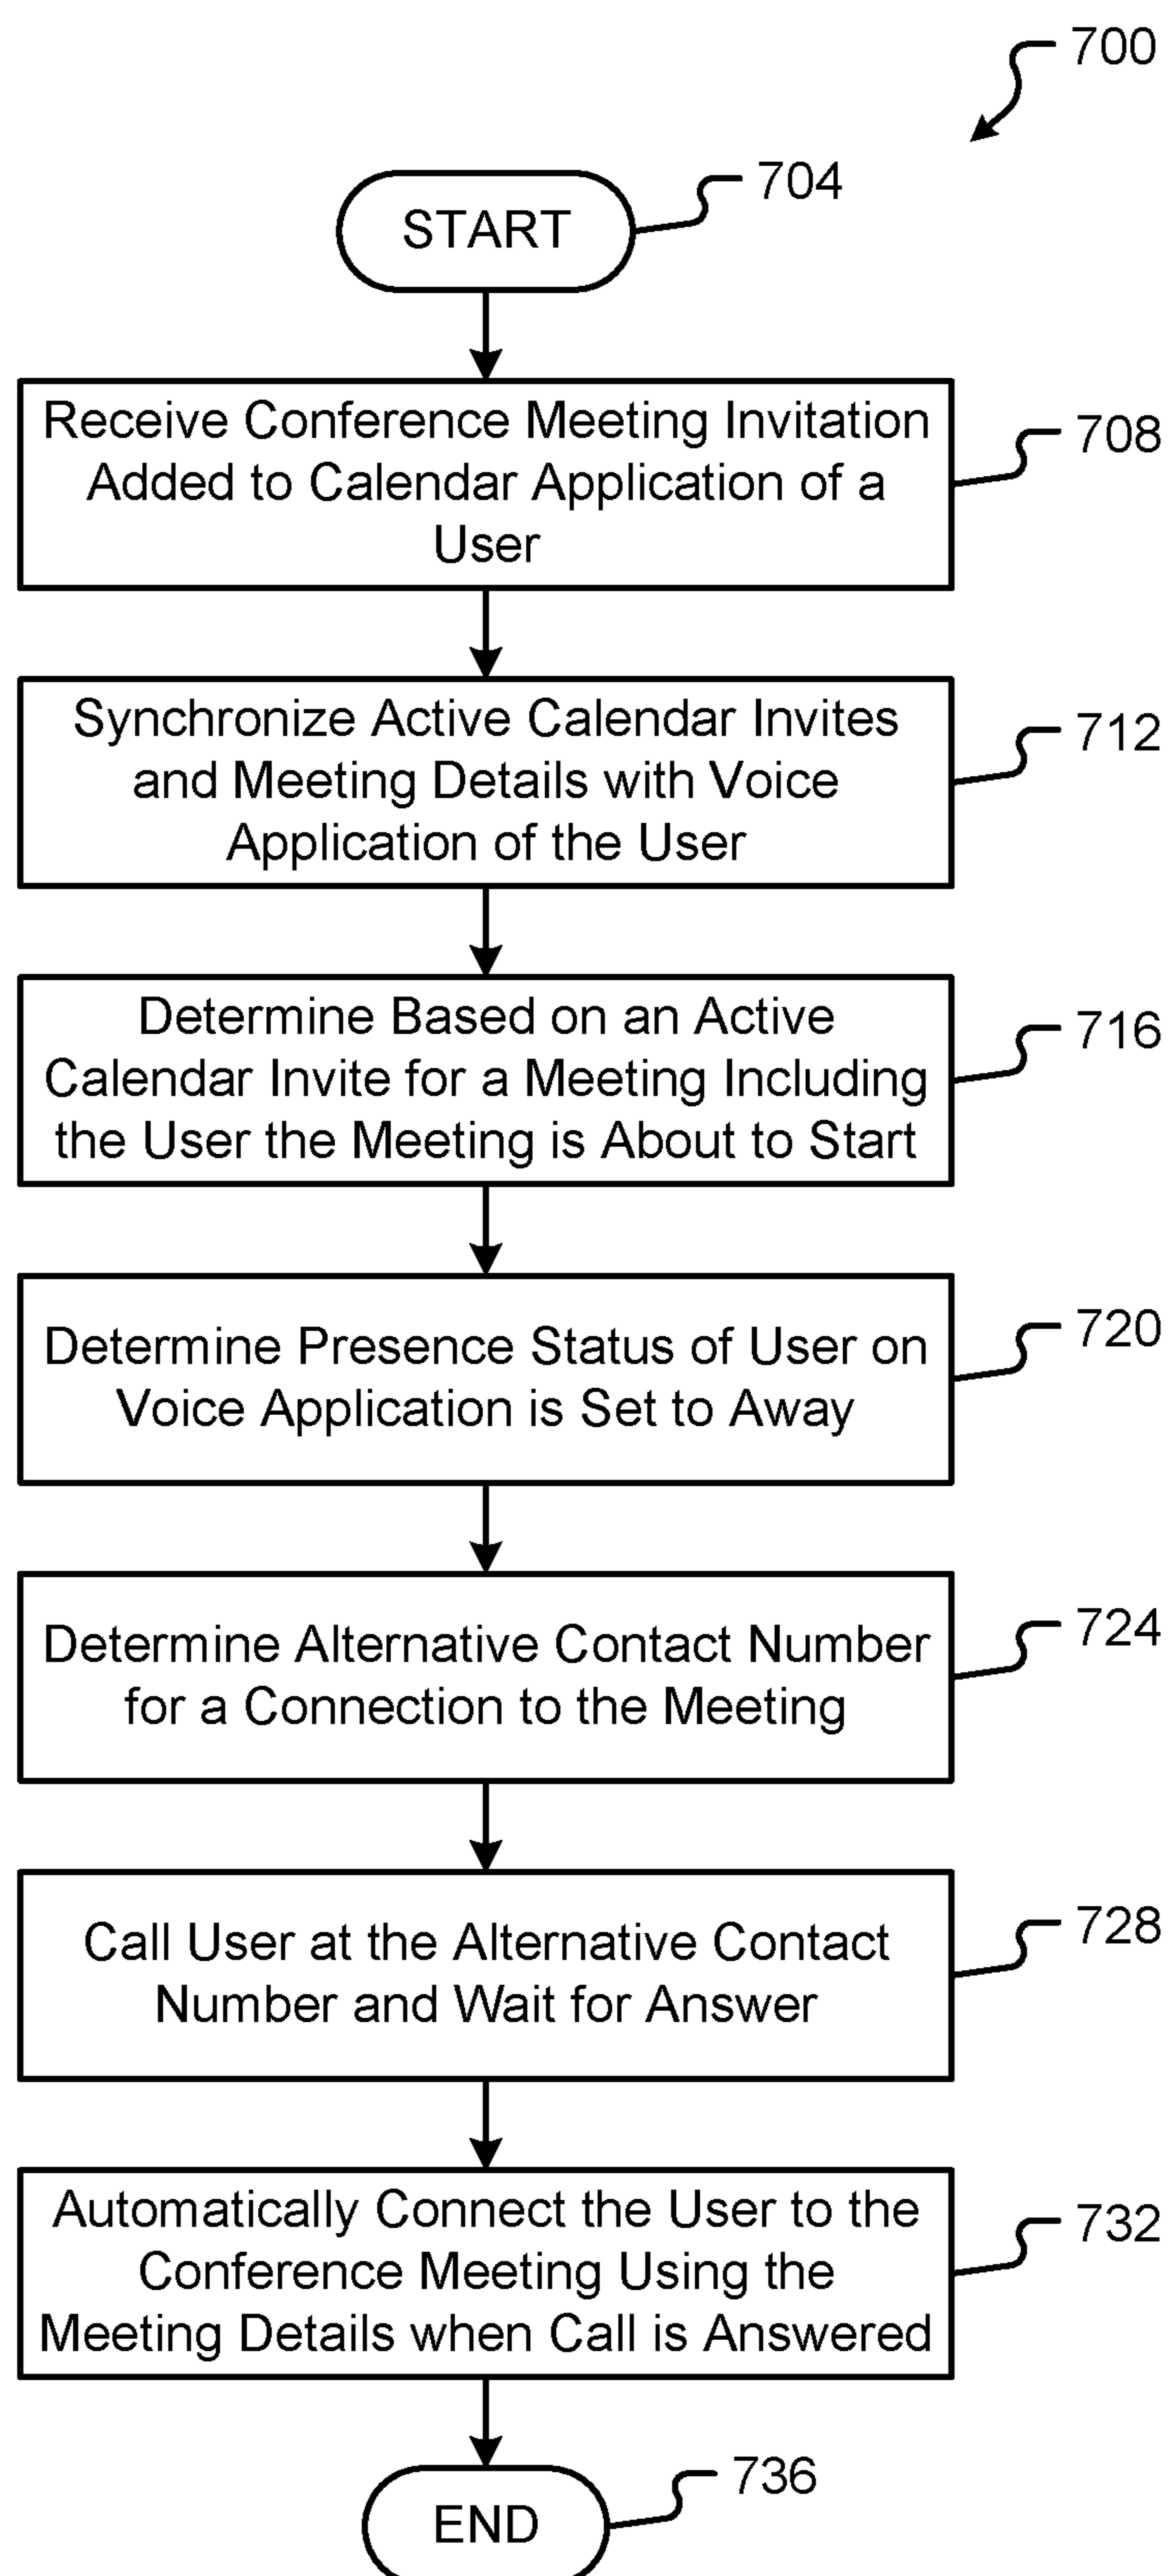 700
START
704
Receive Conference Meeting Invitation
Added to Calendar Application of a
User
708
Synchronize Active Calendar Invites
and Meeting Details with Voice
Application of the User
712
Determine Based on an Active
Calendar Invite for a Meeting Including
the User the Meeting is About to Start
716
Determine Presence Status of User on
Voice Application is Set to Away
720
Determine Alternative Contact Number
for a Connection to the Meeting
724
Call User at the Alternative Contact
Number and Wait for Answer
728
Automatically Connect the User to the
Conference Meeting Using the
Meeting Details when Call is Answered
732
END
736